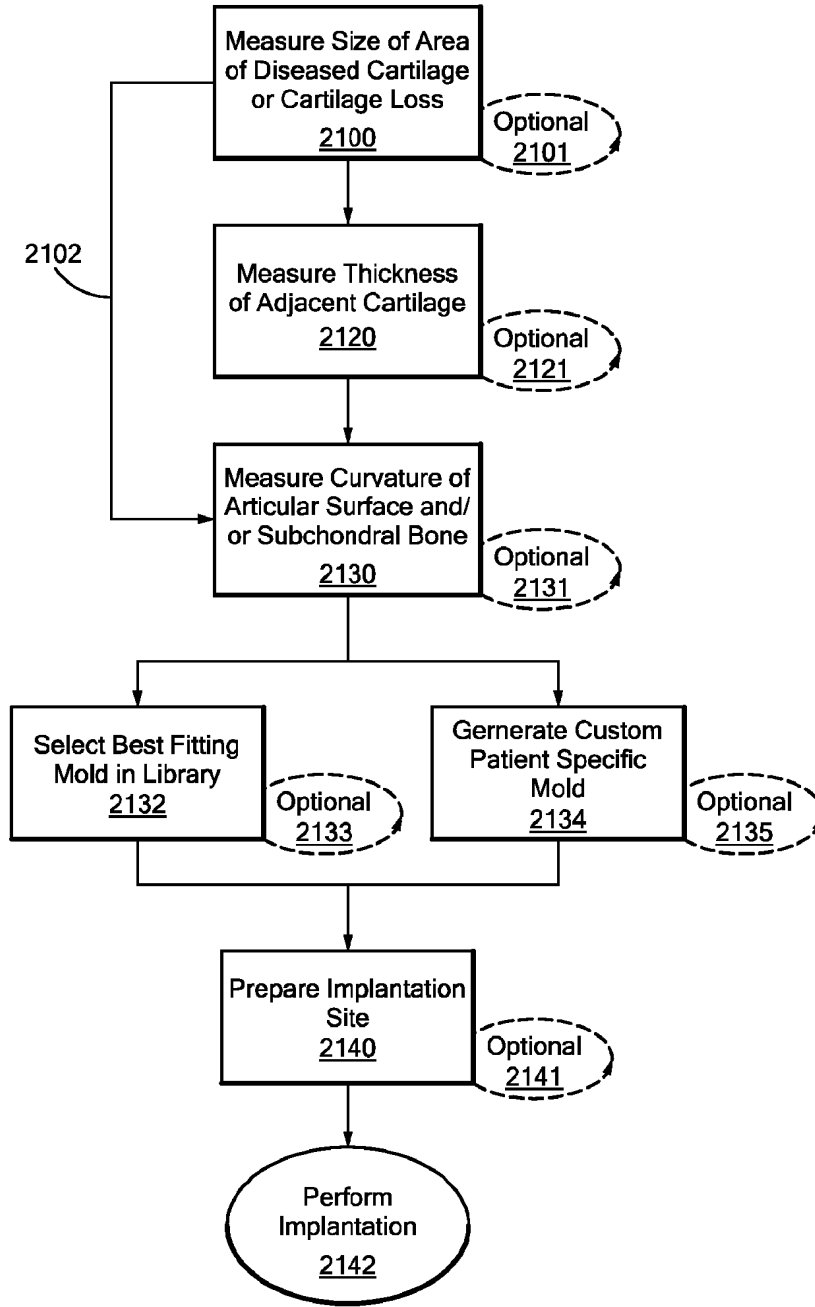 Measure Size of Area
of Diseased Cartilage
or Cartilage Loss
2100
Optional
2101
2102
Measure Thickness
of Adjacent Cartilage
2120
Optional
2121
Measure Curvature of
Articular Surface and/
or Subchondral Bone
2130
Optional
2131
Select Best Fitting
Mold in Library
2132
Optional
2133
Gernerate Custom
Patient Specific
Mold
2134
Optional
2135
Prepare Implantation
Site
2140
Optional
2141
Perform
Implantation
2142